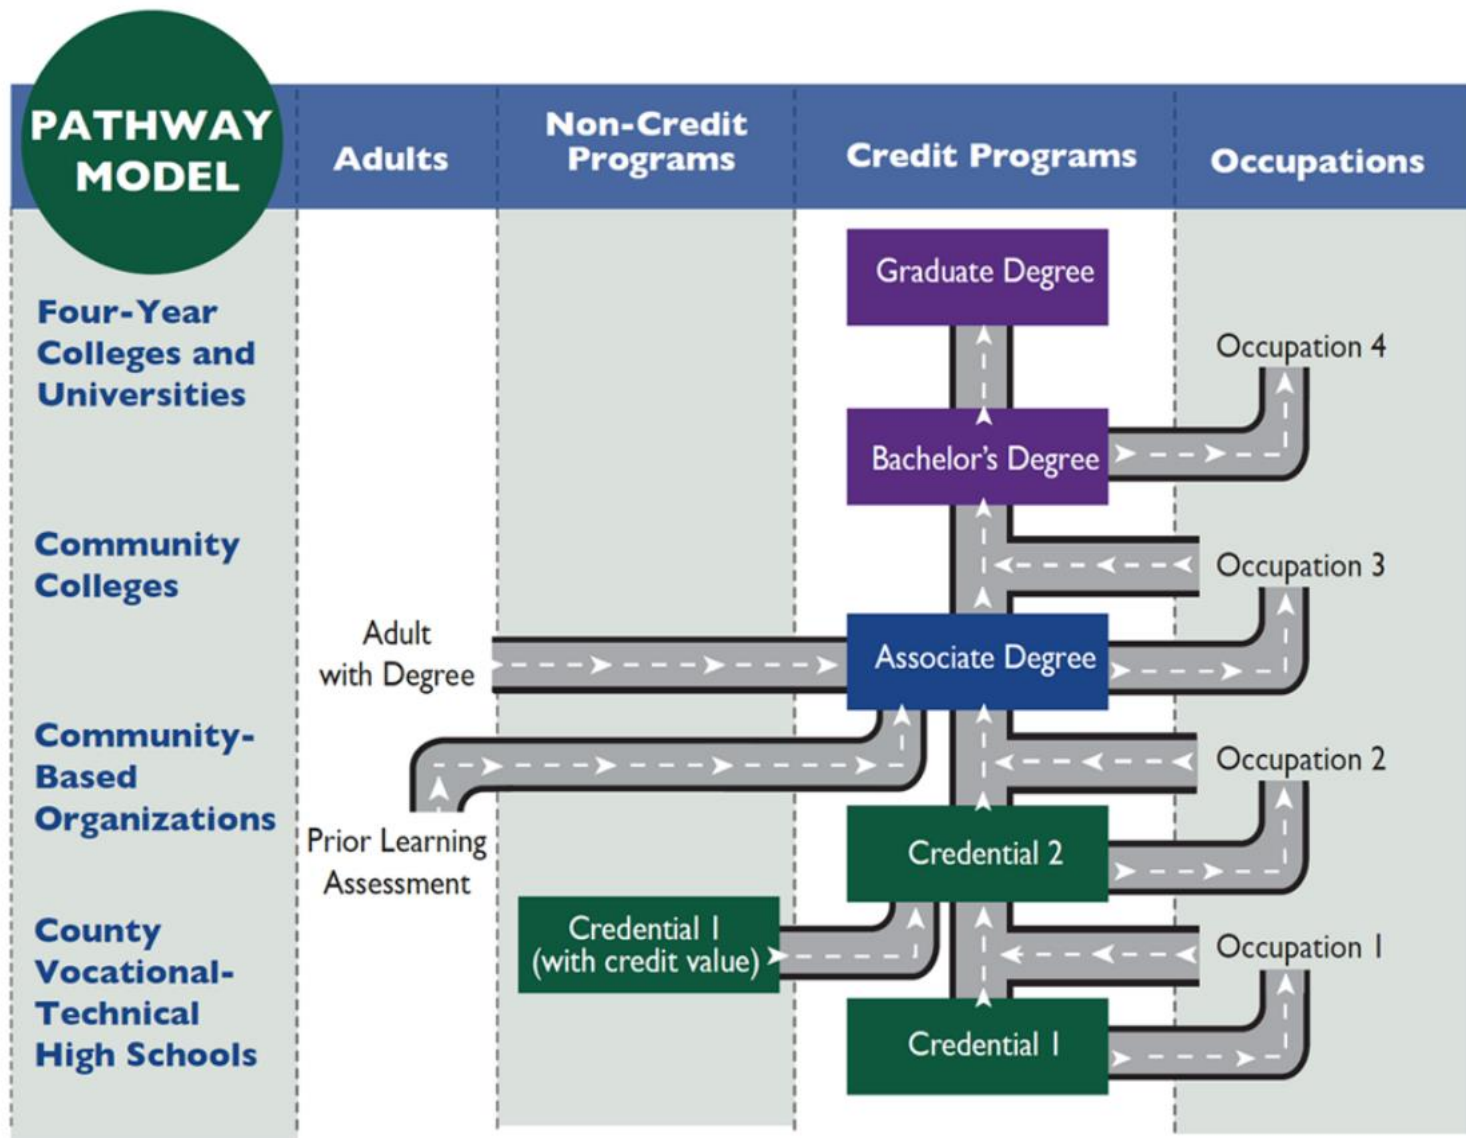 PATHWAY
MODEL
Adults
Non-Credit
Programs
Credit Programs
Occupations
Four-Year
Colleges and
Universities
Community
Colleges
Community-
Based
Organizations
County
Vocational-
Technical
High Schools
Adult
with Degree
Prior Learning
Assessment
Credential 1
(with credit value)
Graduate Degree
Bachelor's Degree
Associate Degree
Credential 2
Credential 1
Occupation 4
Occupation 3
Occupation 2
Occupation 1